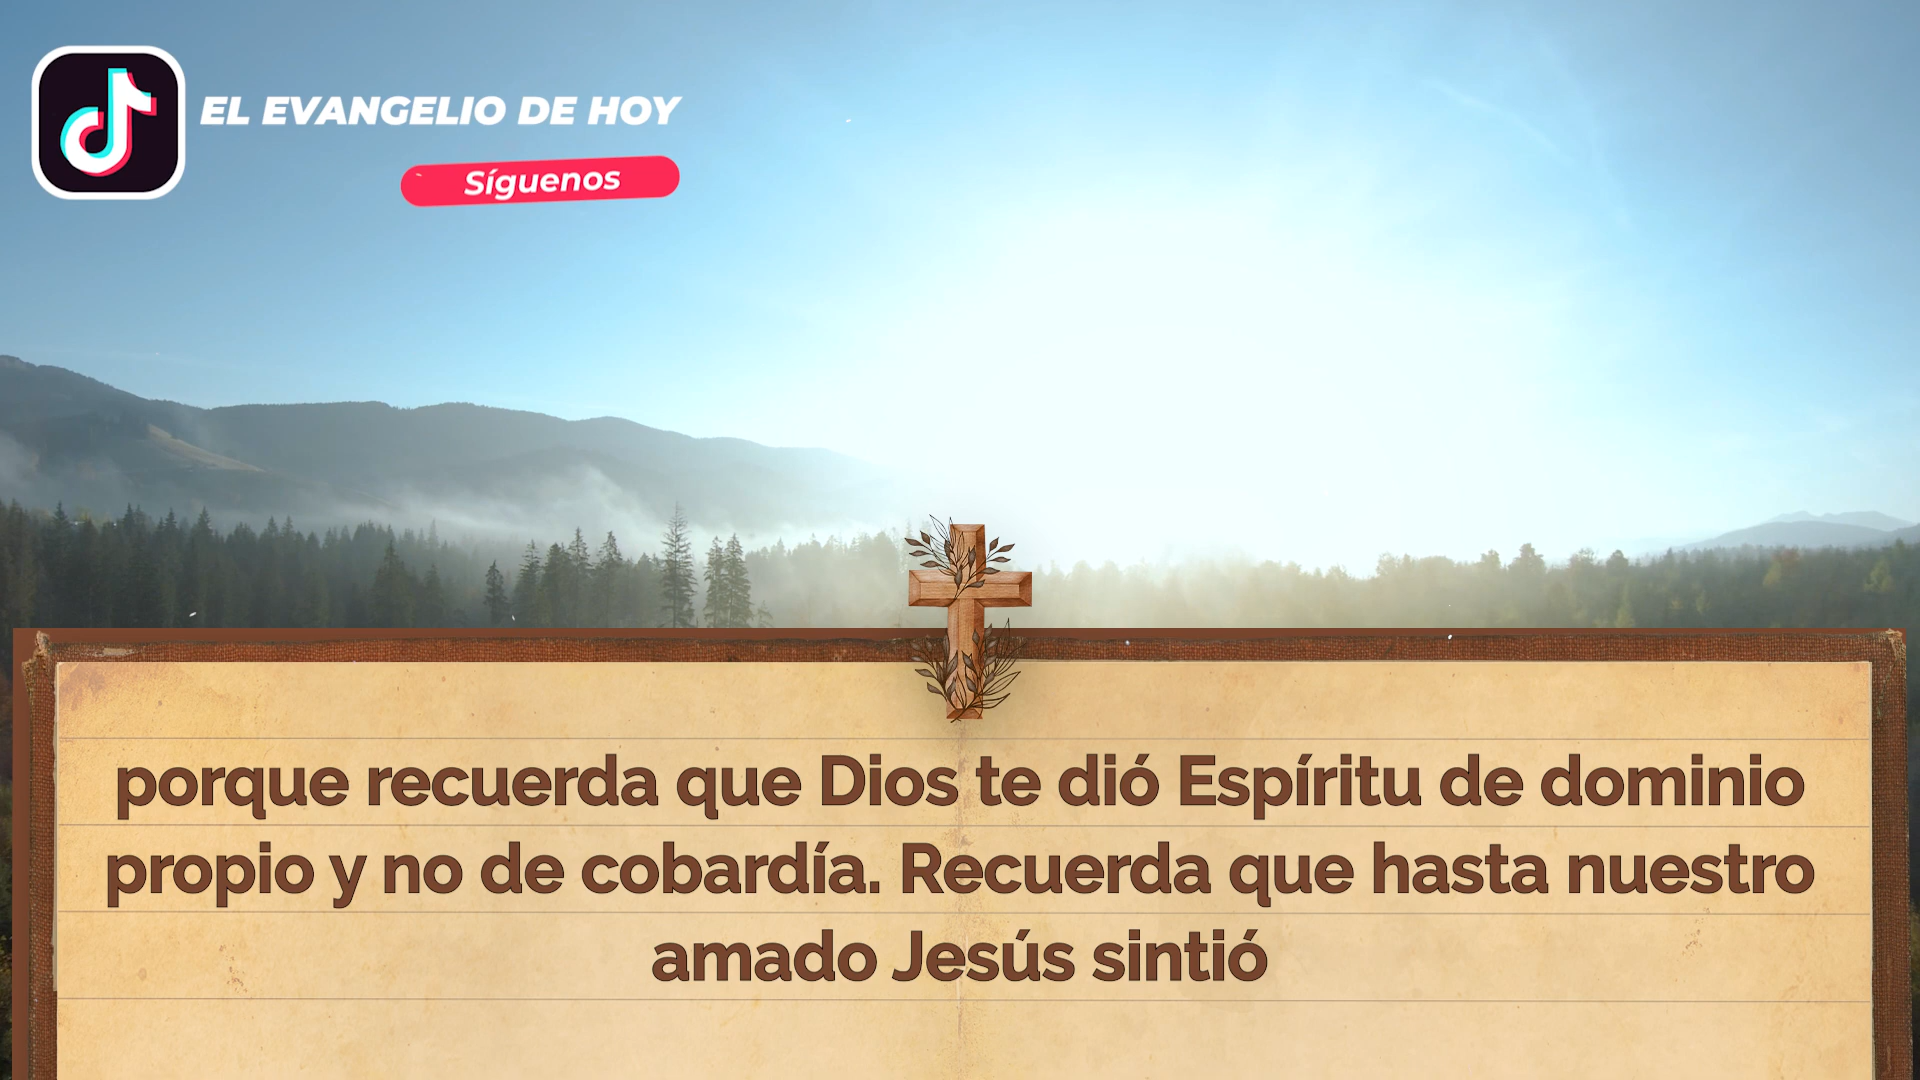 EL EVANGELIO DE HOY
Síguenos
porque recuerda que Dios te dió Espíritu de dominio
propio y no de cobardía. Recuerda que hasta nuestro
amado Jesús sintió